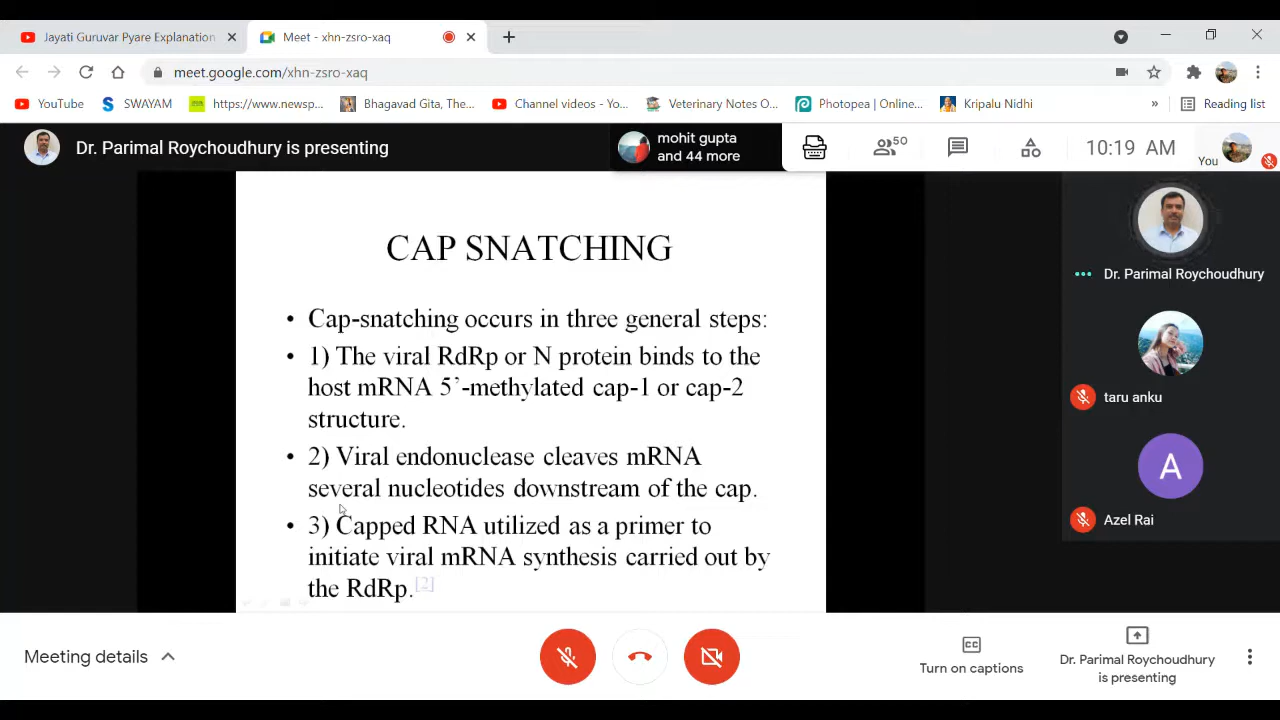 Jayati Guruvar Pyare Explanation
Meet - xhn-zsro-xaq
meet.google.com/xhn-zsro-xaq
YouTube
SWAYAM
https://www.newsp...
Bhagavad Gita, The...
Channel videos - Yo...
Veterinary Notes O...
Photopea | Online...
Kripalu Nidhi
»
Reading list
Dr. Parimal Roychoudhury is presenting
mohit gupta
and 44 more
50
10:19 AM
You
CAP SNATCHING
• Cap-snatching occurs in three general steps:
• 1) The viral RdRp or N protein binds to the
host mRNA 5’-methylated cap-1 or cap-2
structure.
• 2) Viral endonuclease cleaves mRNA
several nucleotides downstream of the cap.
• 3) Capped RNA utilized as a primer to
initiate viral mRNA synthesis carried out by
the RdRp.[2]
Dr. Parimal Roychoudhury
taru anku
A
Azel Rai
Meeting details
Turn on captions
Dr. Parimal Roychoudhury
is presenting